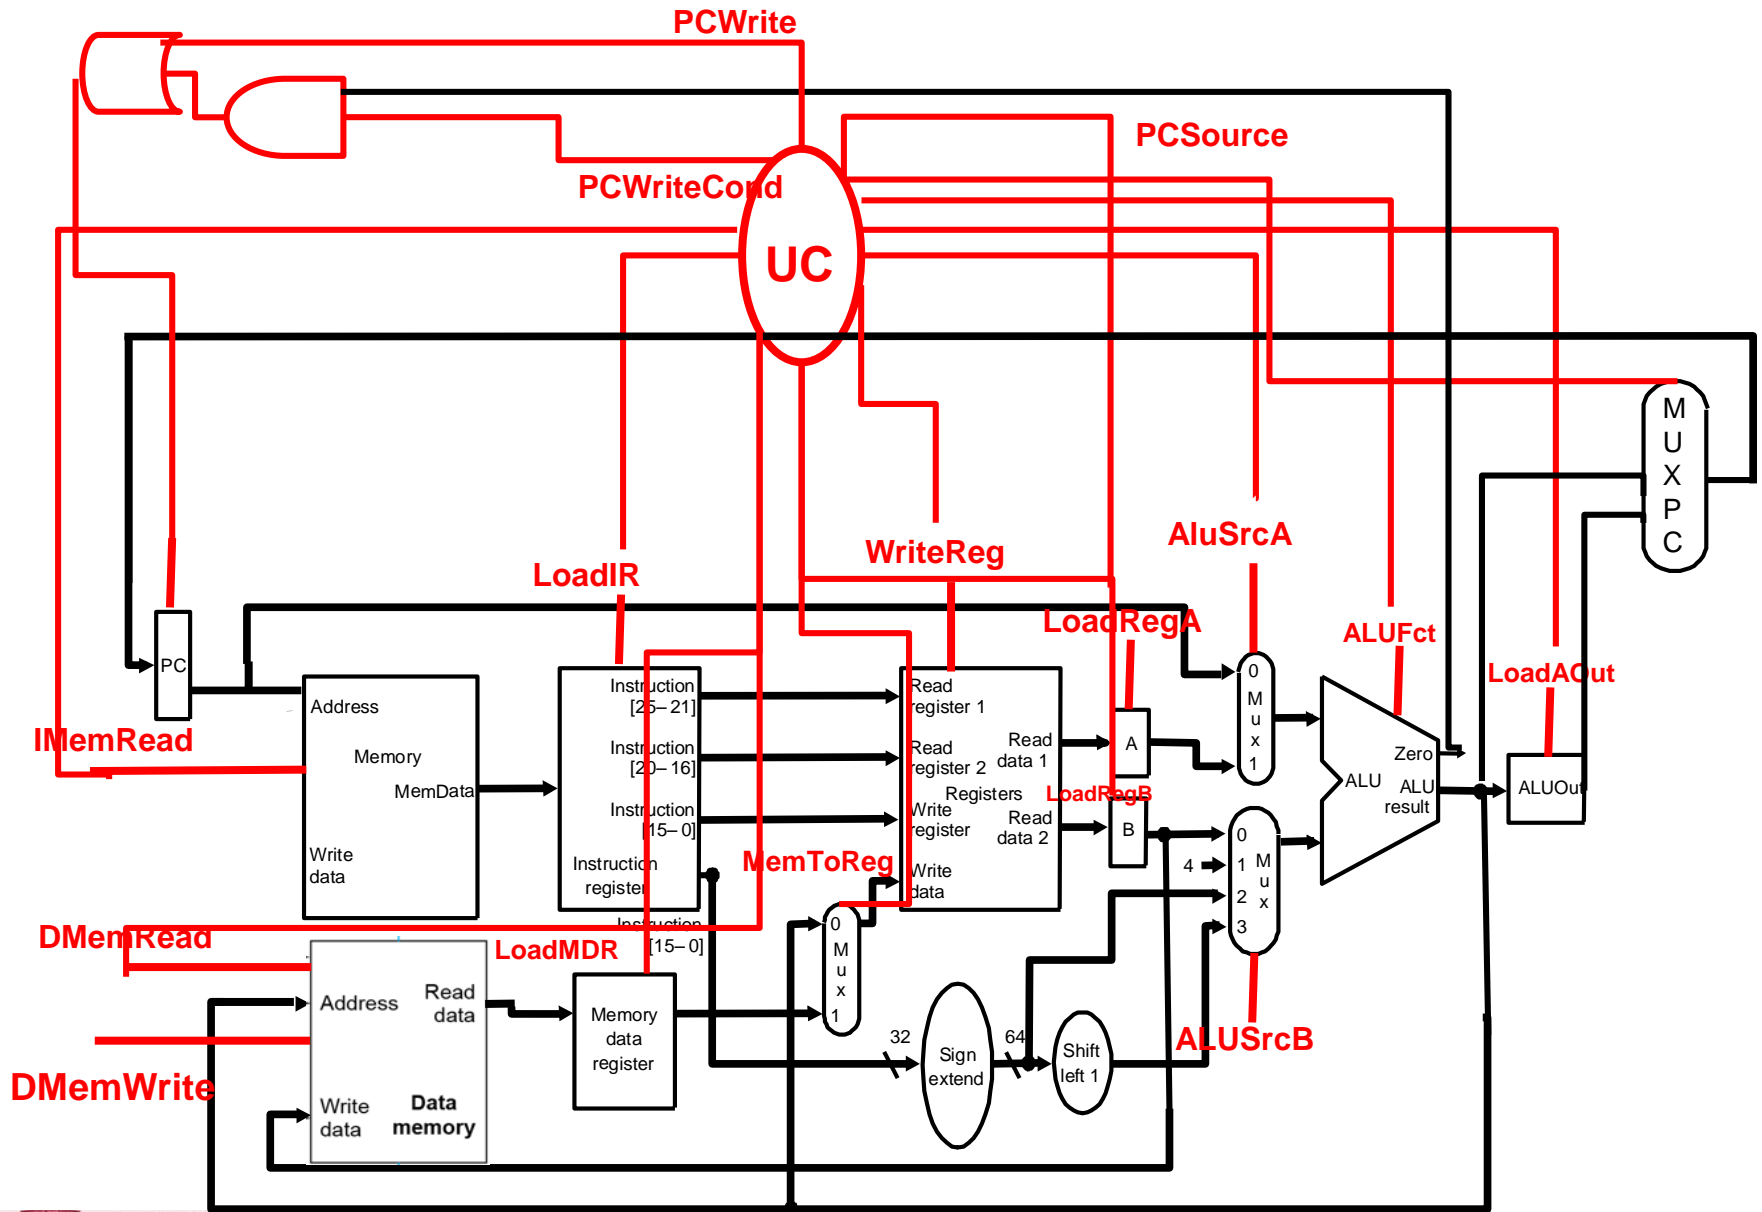 PCWrite
PCSource
PCWriteCond
UC
M
U
X
P
C
AluSrcA
WriteReg
LoadIR
LoadRegA
ALUFct
LoadAOut
PC
IMemRead
Address
Memory
MemData
Write
data
Instruction
[25–21]
Instruction
[20–16]
Instruction
[15–0]
Instruction
register
Instruction
[15–0]
Read
register 1
Read
register 2
Registers
Write
register
Write
data
Read
data 1
Read
data 2
A
LoadRegB
B
0
M
u
x
1
4
0
1
2
3
M
u
x
ALU
Zero
ALU
result
ALUOut
MemToReg
0
M
u
x
1
DMemRead
LoadMDR
Address
Read
data
Write
data
Data
memory
DMemWrite
Memory
data
register
32
Sign
extend
64
Shift
left 1
ALUSrcB